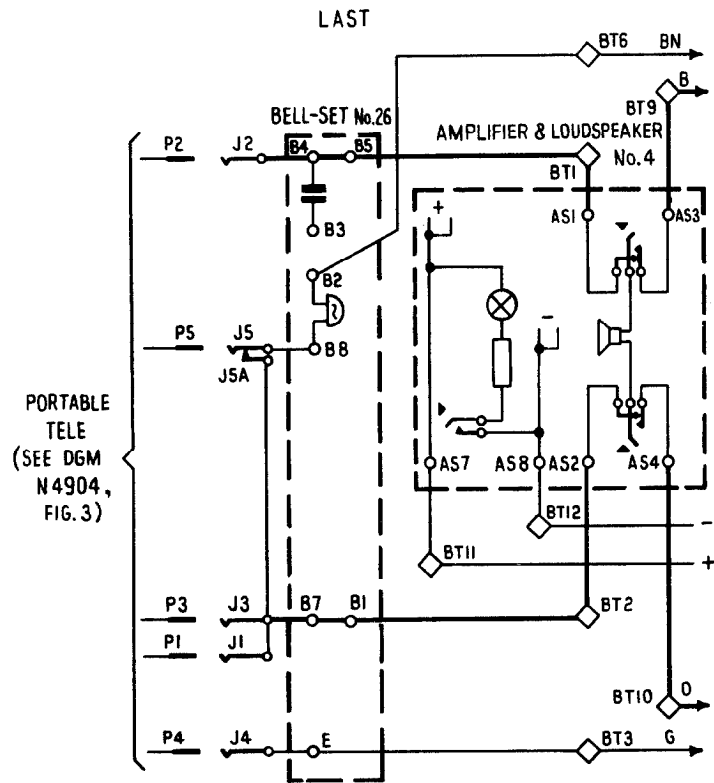 LAST
BT6 BN
B
BT9
BELL-SET No.26
AMPLIFIER & LOUDSPEAKER
No.4
P2 J2 B4 B5
BT1
+
AS1 AS3
B3
B2
-
P5 J5 B8
J5A
PORTABLE
TELE
(SEE DGM
N4904,
FIG.3)
AS7 AS8 AS2 AS4
BT12 -
BT11 +
P3 J3 B7 B1
BT2
P1 J1
BT10 O
P4 J4 E BT3 G